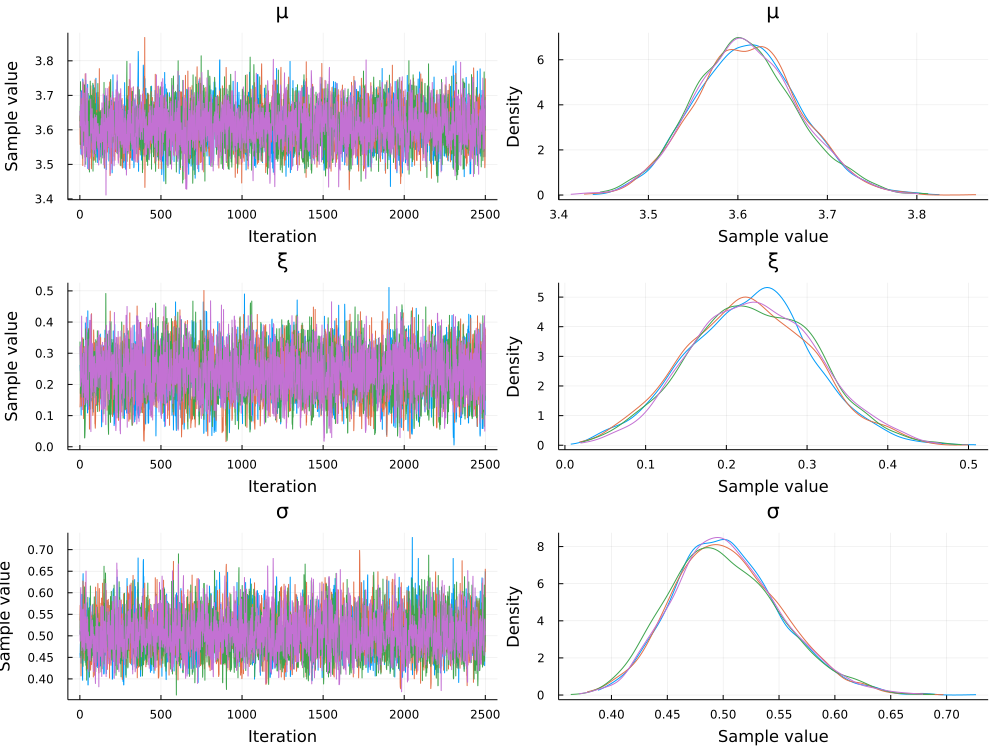 μ
μ
Sample value
3.8
3.7
3.6
3.5
3.4
0 500 1000 1500 2000 2500
Iteration
Density
6
4
2
0
3.4 3.5 3.6 3.7 3.8
Sample value
ξ
ξ
Sample value
0.5
0.4
0.3
0.2
0.1
0.0
0 500 1000 1500 2000 2500
Iteration
Density
5
4
3
2
1
0
0.0 0.1 0.2 0.3 0.4 0.5
Sample value
σ
σ
Sample value
0.70
0.65
0.60
0.55
0.50
0.45
0.40
0 500 1000 1500 2000 2500
Iteration
Density
8
6
4
2
0
0.40 0.45 0.50 0.55 0.60 0.65 0.70
Sample value